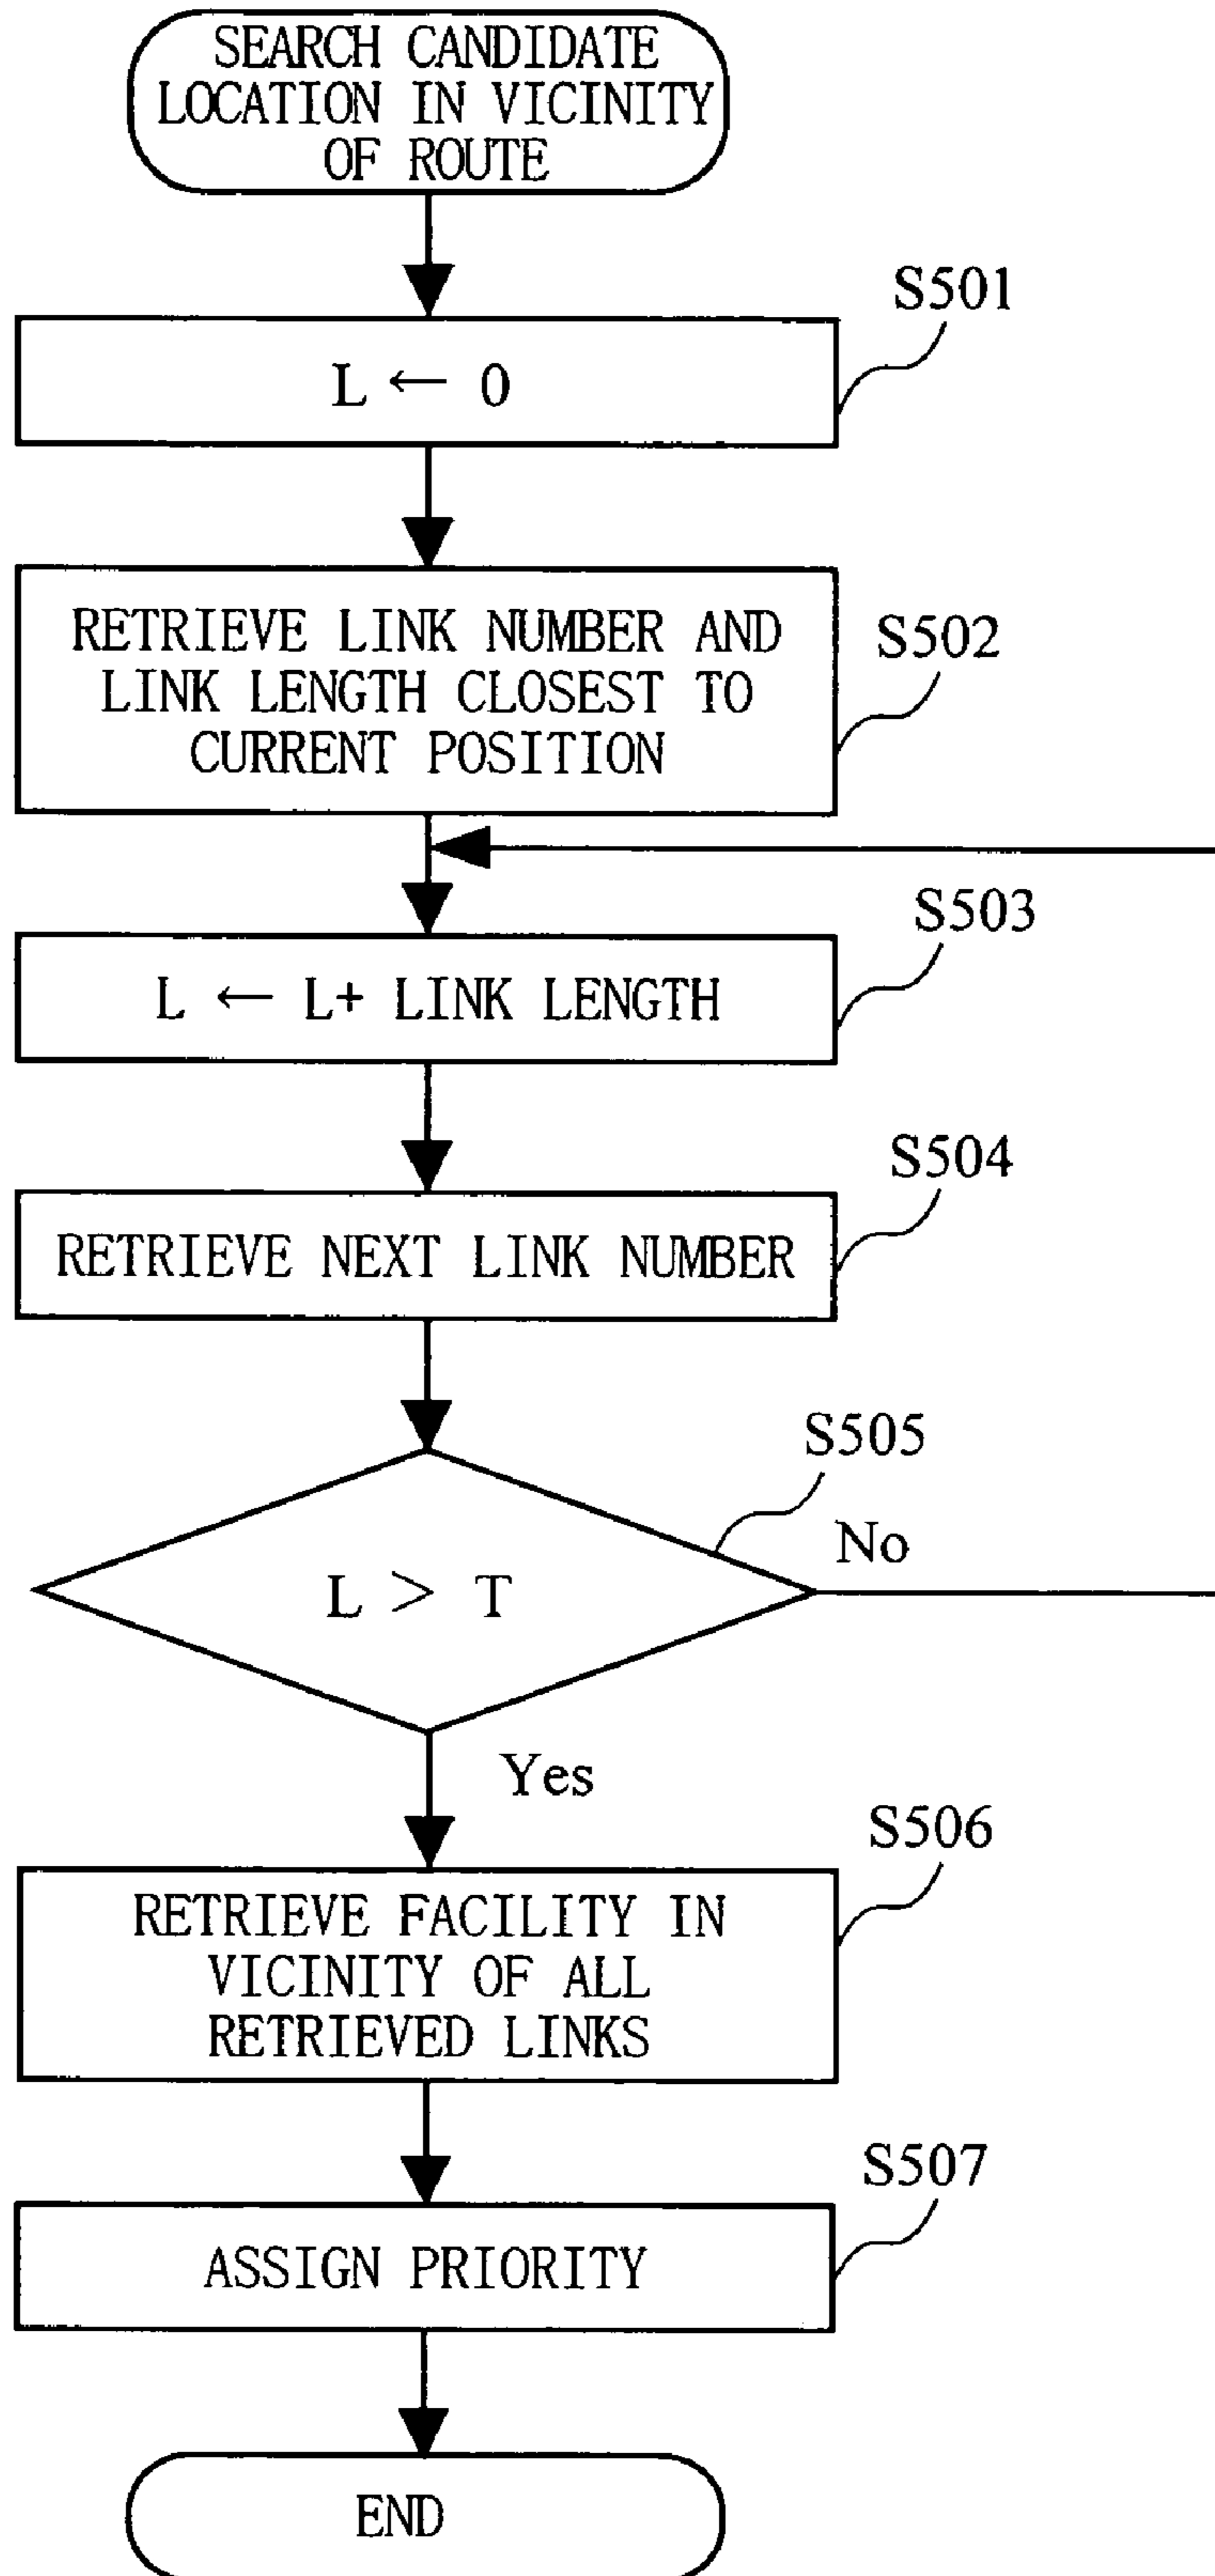 SEARCH CANDIDATE
LOCATION IN VICINITY
OF ROUTE
S501
L ← 0
S502
RETRIEVE LINK NUMBER AND
LINK LENGTH CLOSEST TO
CURRENT POSITION
S503
L ← L+ LINK LENGTH
S504
RETRIEVE NEXT LINK NUMBER
S505
L > T
No
Yes
S506
RETRIEVE FACILITY IN
VICINITY OF ALL
RETRIEVED LINKS
S507
ASSIGN PRIORITY
END